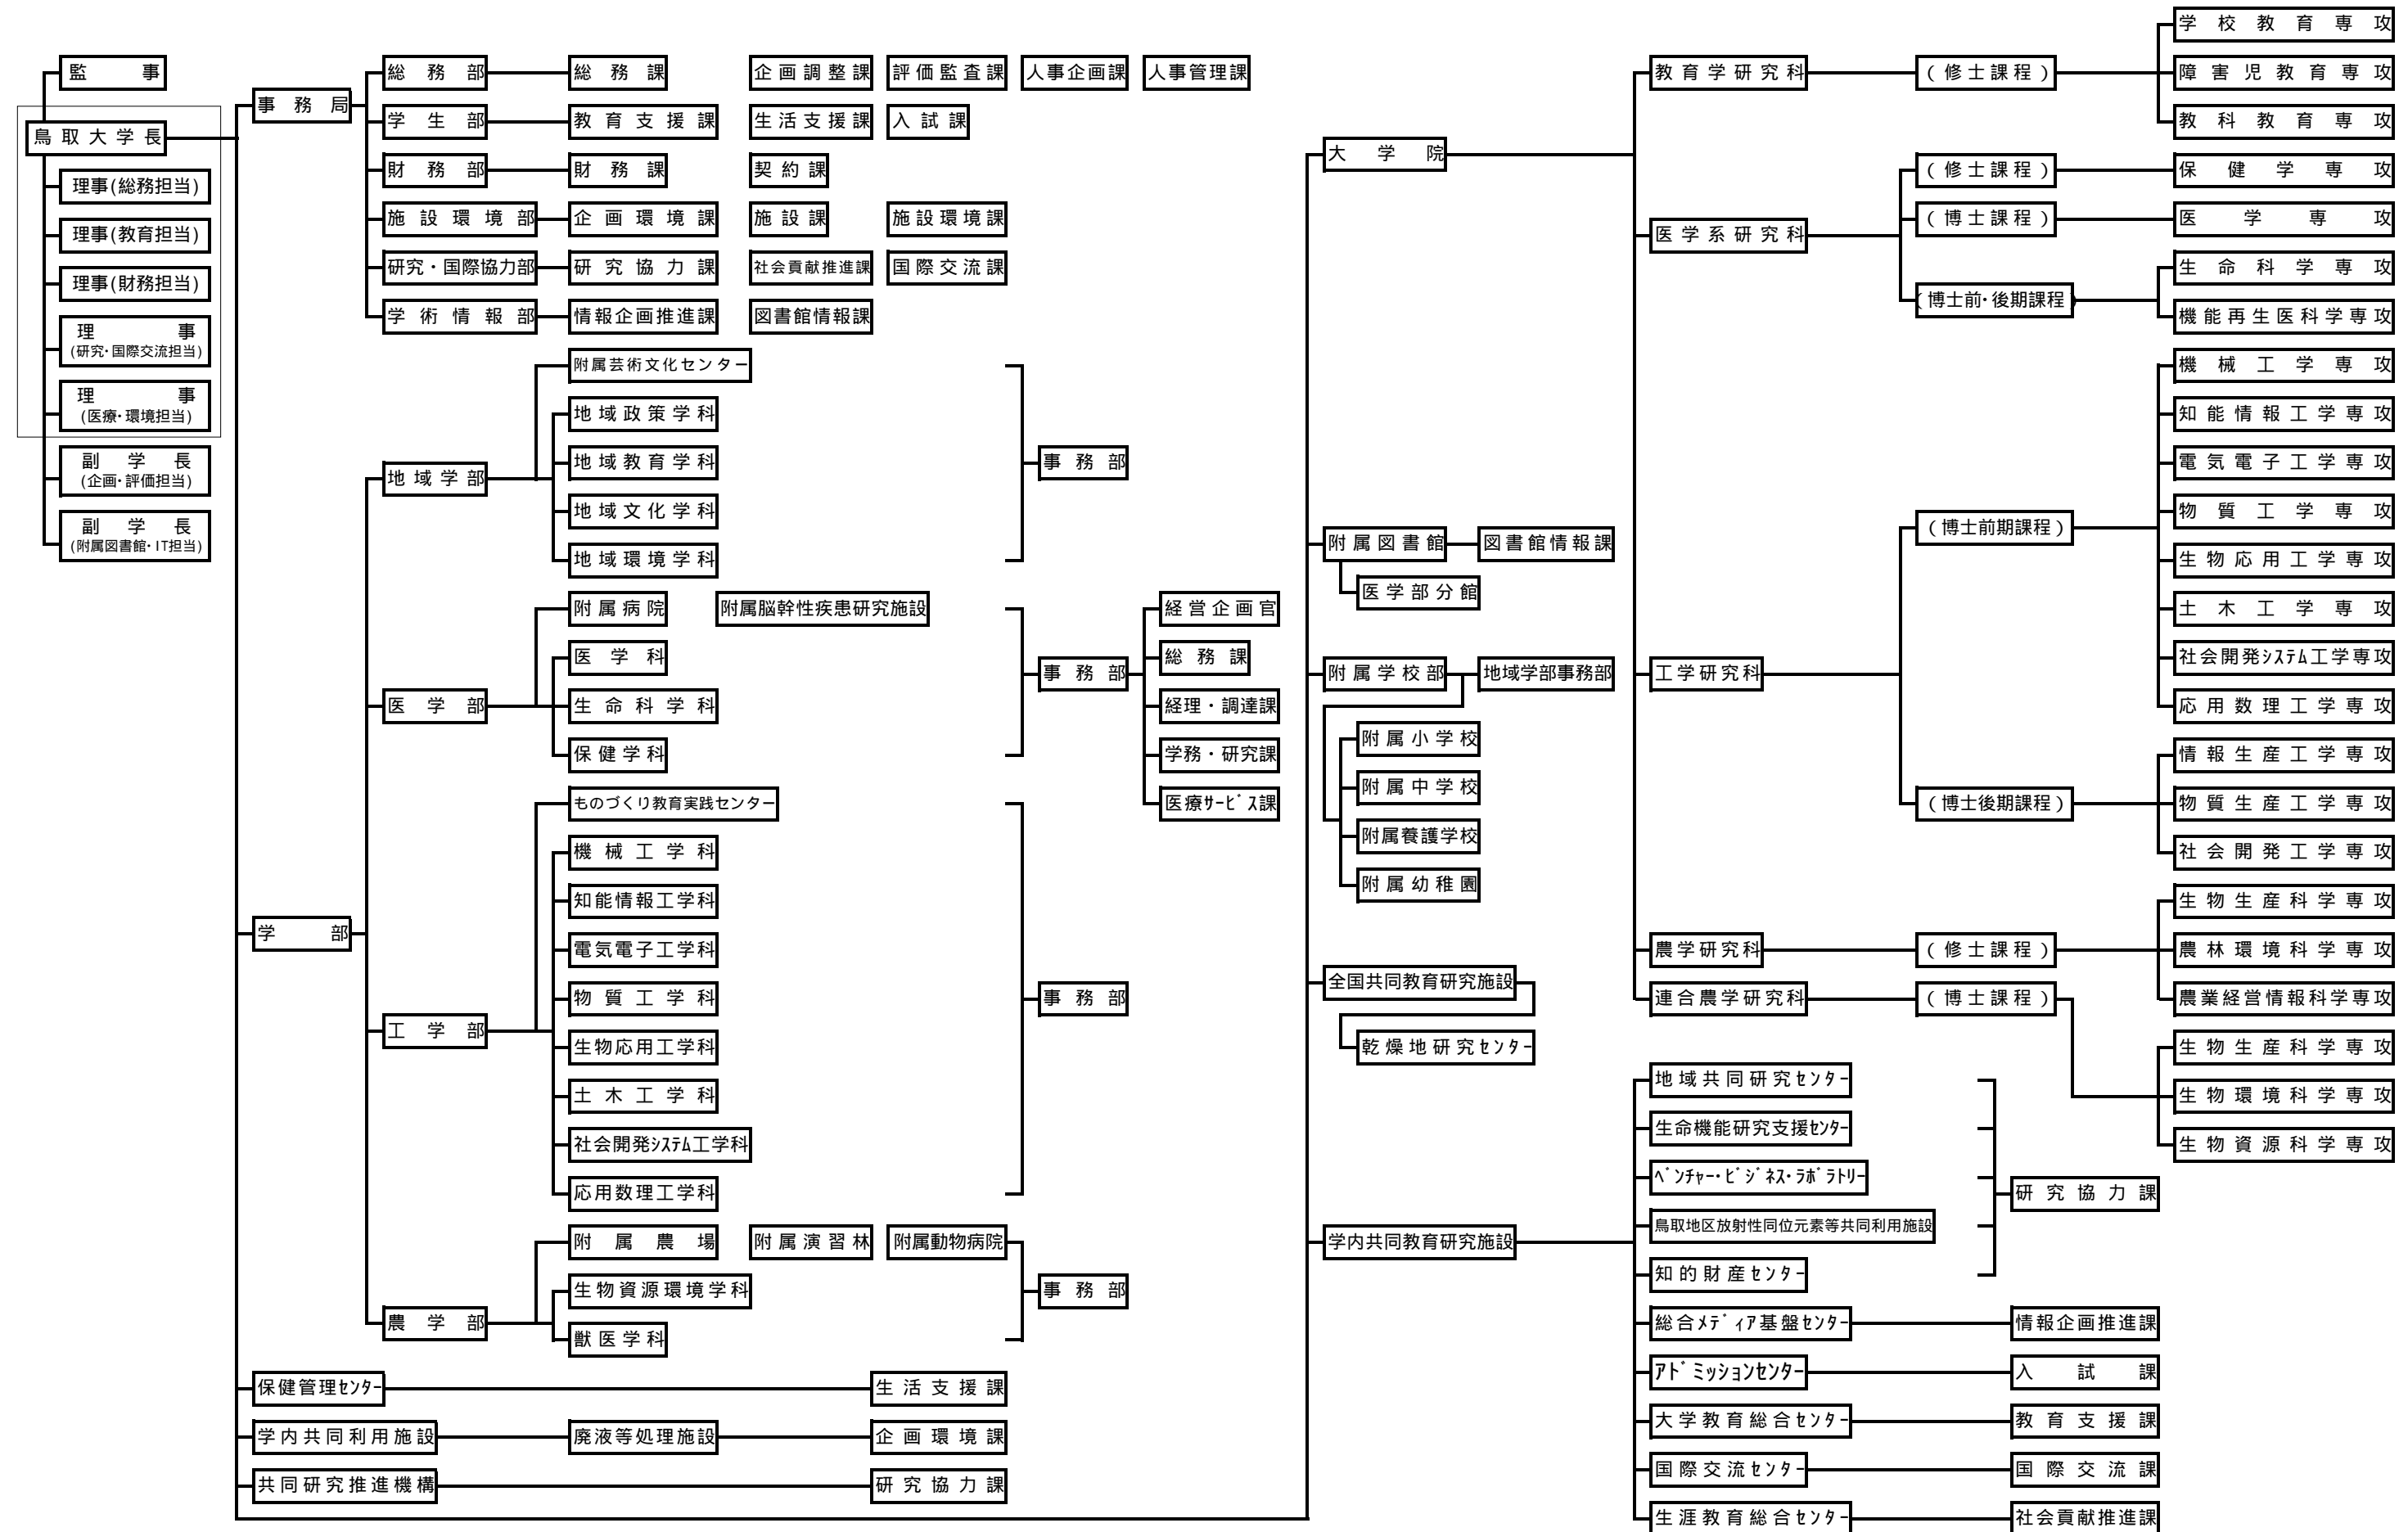 監事
鳥取大学長
理事(総務担当)
理事(教育担当)
理事(財務担当)
理事
(研究・国際交流担当)
理事
(医療・環境担当)
副学長
(企画・評価担当)
副学長
(附属図書館・IT担当)
事務局
総務部 総務課 企画調整課 評価監査課 人事企画課 人事管理課
学生部 教育支援課 生活支援課 入試課
財務部 財務課 契約課
施設環境部 企画環境課 施設課 施設環境課
研究・国際協力部 研究協力課 社会貢献推進課 国際交流課
学術情報部 情報企画推進課 図書館情報課
学部
地域学部
附属芸術文化センター
地域政策学科
地域教育学科
地域文化学科
地域環境学科
事務部
医学部
附属病院 附属脳幹性疾患研究施設
医学科
生命科学科
保健学科
事務部
経営企画官
総務課
経理・調達課
学務・研究課
医療ｻｰﾋﾞｽ課
工学部
ものづくり教育実践センター
機械工学科
知能情報工学科
電気電子工学科
物質工学科
生物応用工学科
土木工学科
社会開発ｼｽﾃﾑ工学科
応用数理工学科
事務部
農学部
附属農場 附属演習林 附属動物病院
生物資源環境学科
獣医学科
事務部
保健管理ｾﾝﾀｰ 生活支援課
学内共同利用施設 廃液等処理施設 企画環境課
共同研究推進機構 研究協力課
大学院
教育学研究科 (修士課程)
学校教育専攻
障害児教育専攻
教科教育専攻
医学系研究科
(修士課程) 保健学専攻
(博士課程) 医学専攻
(博士前・後期課程)
生命科学専攻
機能再生医科学専攻
工学研究科
(博士前期課程)
機械工学専攻
知能情報工学専攻
電気電子工学専攻
物質工学専攻
生物応用工学専攻
土木工学専攻
社会開発ｼｽﾃﾑ工学専攻
応用数理工学専攻
(博士後期課程)
情報生産工学専攻
物質生産工学専攻
社会開発工学専攻
農学研究科 (修士課程)
生物生産科学専攻
農林環境科学専攻
農業経営情報科学専攻
連合農学研究科 (博士課程)
生物生産科学専攻
生物環境科学専攻
生物資源科学専攻
附属図書館 図書館情報課
医学部分館
附属学校部 地域学部事務部
附属小学校
附属中学校
附属養護学校
附属幼稚園
全国共同教育研究施設
乾燥地研究ｾﾝﾀｰ
学内共同教育研究施設
地域共同研究ｾﾝﾀｰ
生命機能研究支援ｾﾝﾀｰ
ﾍﾞﾝﾁｬｰ・ﾋﾞｼﾞﾈｽ・ﾗﾎﾞﾗﾄﾘｰ
鳥取地区放射性同位元素等共同利用施設
知的財産ｾﾝﾀｰ
研究協力課
総合ﾒﾃﾞｨｱ基盤ｾﾝﾀｰ 情報企画推進課
ｱﾄﾞﾐｯｼｮﾝｾﾝﾀｰ 入試課
大学教育総合ｾﾝﾀｰ 教育支援課
国際交流ｾﾝﾀｰ 国際交流課
生涯教育総合ｾﾝﾀｰ 社会貢献推進課